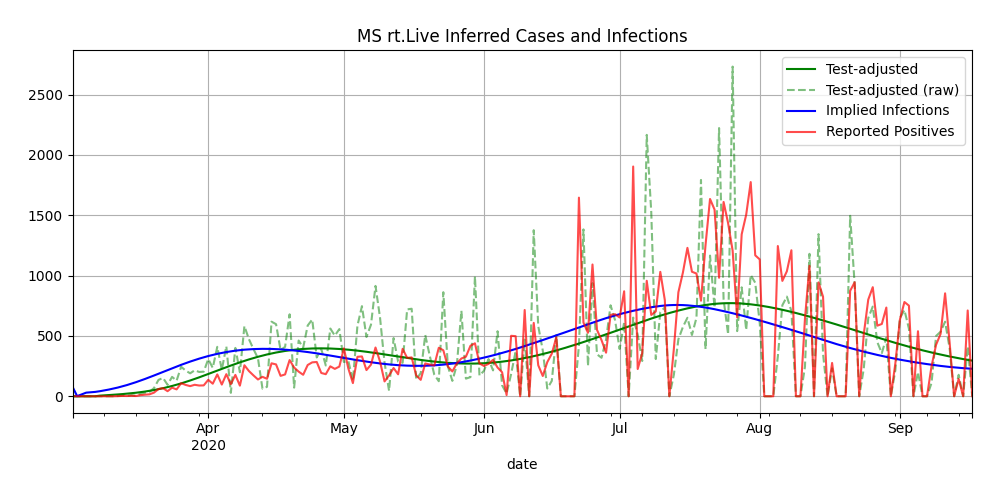 MS rt.Live Inferred Cases and Infections
Test-adjusted
Test-adjusted (raw)
Implied Infections
Reported Positives
2500
2000
1500
1000
500
0
Apr
2020
May
Jun
Jul
Aug
Sep
date